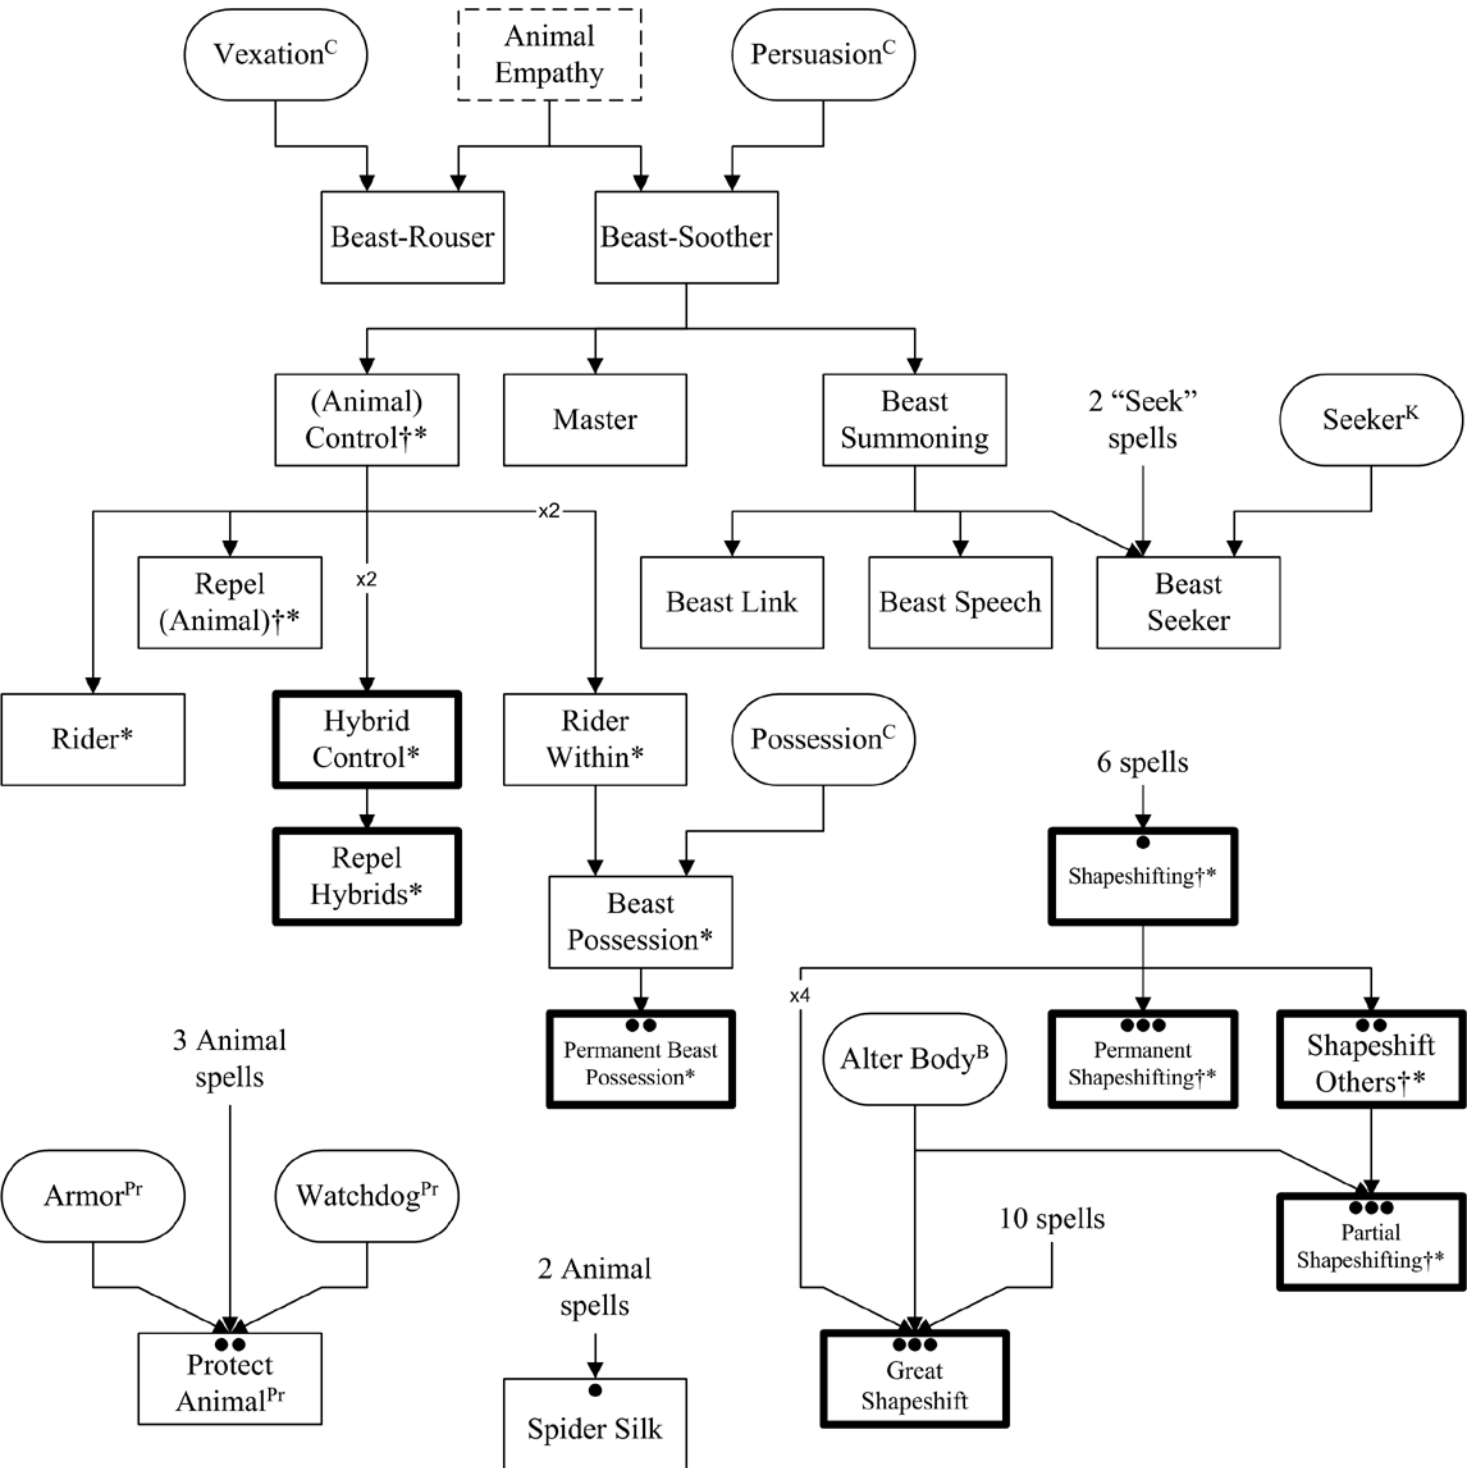 Vexation^C
Animal
Empathy
Persuasion^C
Beast-Rouser
Beast-Soother
(Animal)
Control†*
Master
Beast
Summoning
2 “Seek”
spells
Seeker^K
x2
x2
Repel
(Animal)†*
Beast Link
Beast Speech
Beast
Seeker
Rider*
Hybrid
Control*
Rider
Within*
Possession^C
6 spells
Repel
Hybrids*
Shapeshifting†*
Beast
Possession*
x4
3 Animal
spells
Permanent Beast
Possession*
Alter Body^B
Permanent
Shapeshifting†*
Shapeshift
Others†*
Armor^Pr
Watchdog^Pr
10 spells
Partial
Shapeshifting†*
2 Animal
spells
Protect
Animal^Pr
Great
Shapeshift
Spider Silk